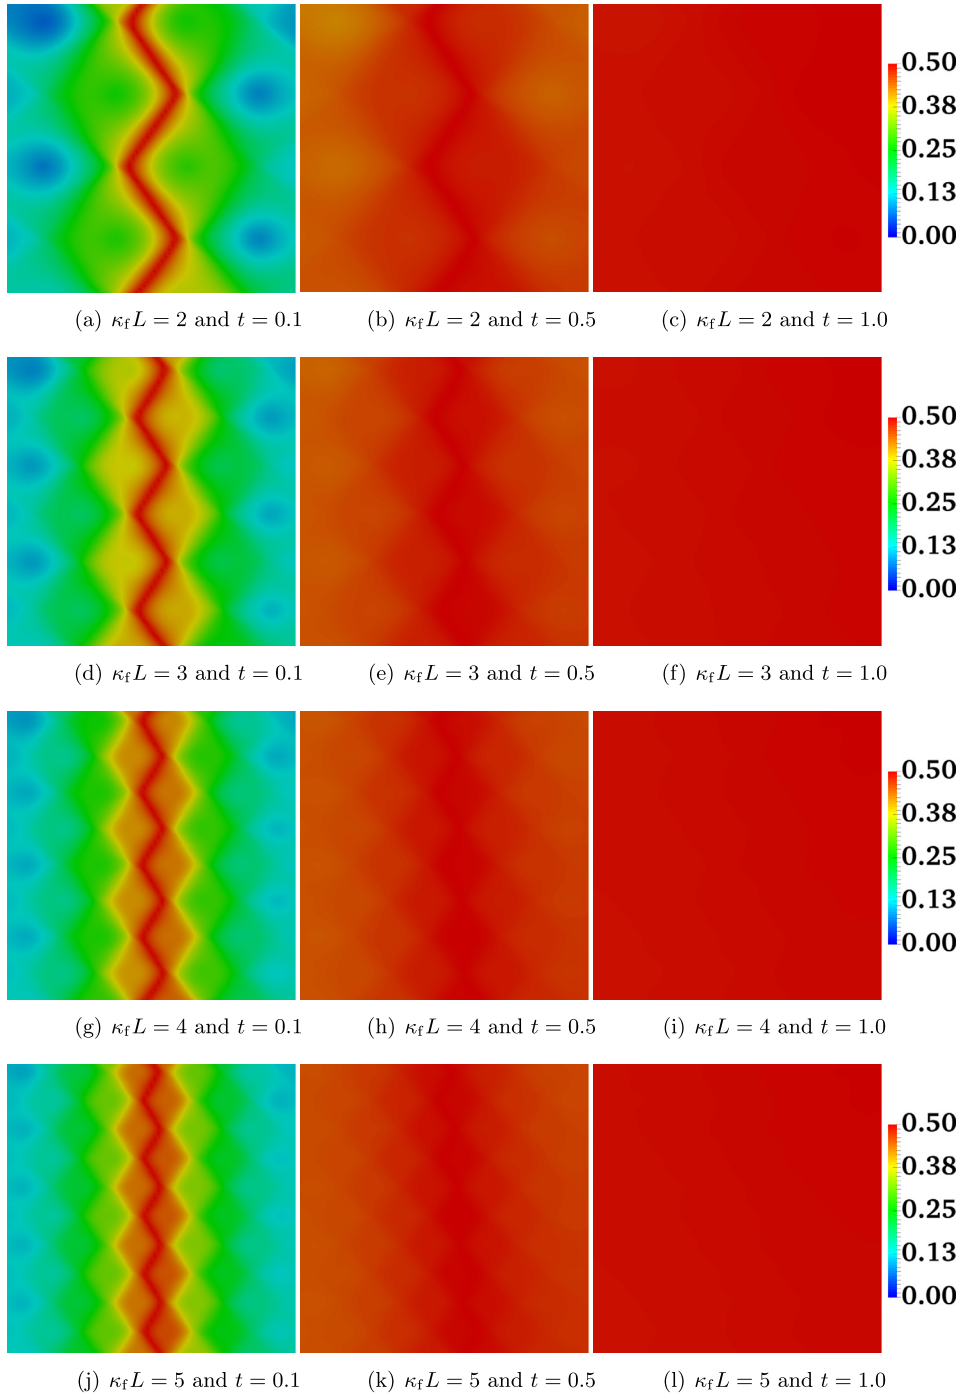 0.50
0.38
0.25
0.13
0.00
(a) κfL = 2 and t = 0.1
(b) κfL = 2 and t = 0.5
(c) κfL = 2 and t = 1.0
0.50
0.38
0.25
0.13
0.00
(d) κfL = 3 and t = 0.1
(e) κfL = 3 and t = 0.5
(f) κfL = 3 and t = 1.0
0.50
0.38
0.25
0.13
0.00
(g) κfL = 4 and t = 0.1
(h) κfL = 4 and t = 0.5
(i) κfL = 4 and t = 1.0
0.50
0.38
0.25
0.13
0.00
(j) κfL = 5 and t = 0.1
(k) κfL = 5 and t = 0.5
(l) κfL = 5 and t = 1.0